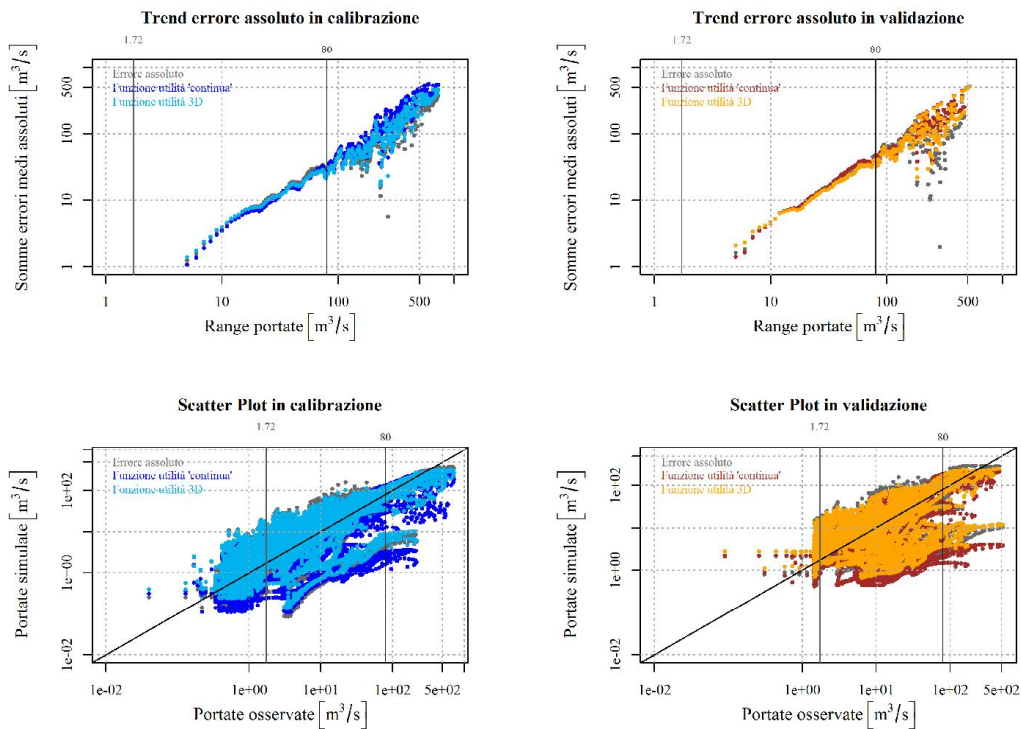 Trend errore assoluto in calibrazione
1.72
80
Errore assoluto
Funzione utilità 'continua'
Funzione utilità 3D
Somme errori medi assoluti [m³/s]
500
100
10
1
1
10
100
500
Range portate [m³/s]
Trend errore assoluto in validazione
1.72
80
Errore assoluto
Funzione utilità 'continua'
Funzione utilità 3D
Somme errori medi assoluti [m³/s]
500
100
10
1
1
10
100
500
Range portate [m³/s]
Scatter Plot in calibrazione
1.72
80
Errore assoluto
Funzione utilità 'continua'
Funzione utilità 3D
Portate simulate [m³/s]
1e+02
1e+00
1e-02
1e-02
1e+00
1e+01
1e+02
5e+02
Portate osservate [m³/s]
Scatter Plot in validazione
1.72
80
Errore assoluto
Funzione utilità 'continua'
Funzione utilità 3D
Portate simulate [m³/s]
1e+02
1e+00
1e-02
1e-02
1e+00
1e+01
1e+02
5e+02
Portate osservate [m³/s]